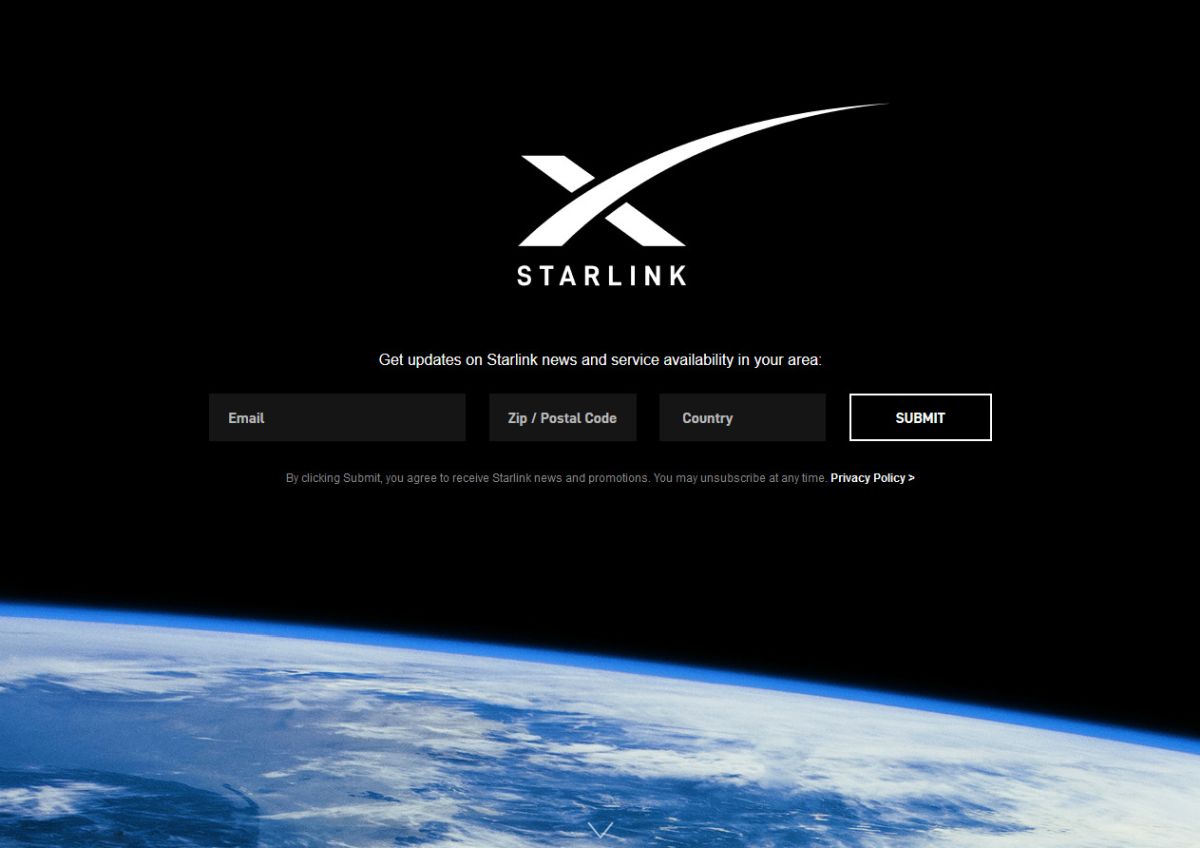 STARLINK
Get updates on Starlink news and service availability in your area:
Email
Zip / Postal Code
Country
SUBMIT
By clicking Submit, you agree to receive Starlink news and promotions. You may unsubscribe at any time. Privacy Policy >